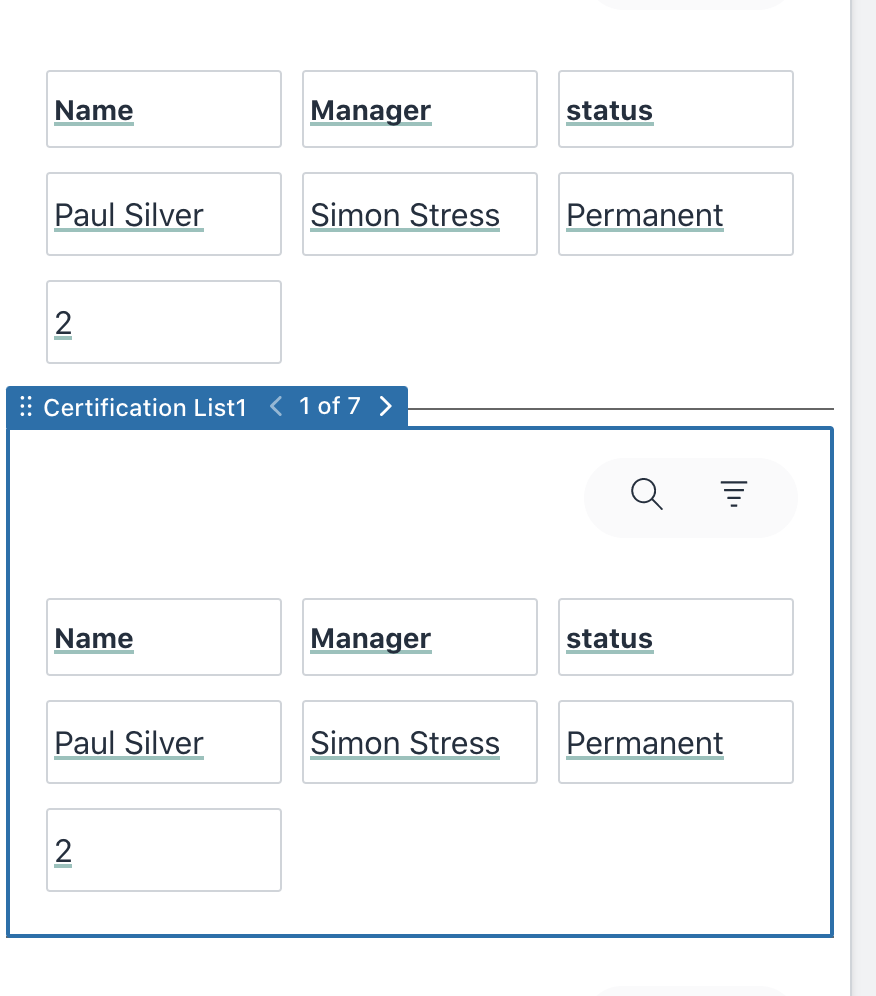 Name Manager status
Paul Silver Simon Stress Permanent
2
Certification List1 1 of 7
Name Manager status
Paul Silver Simon Stress Permanent
2